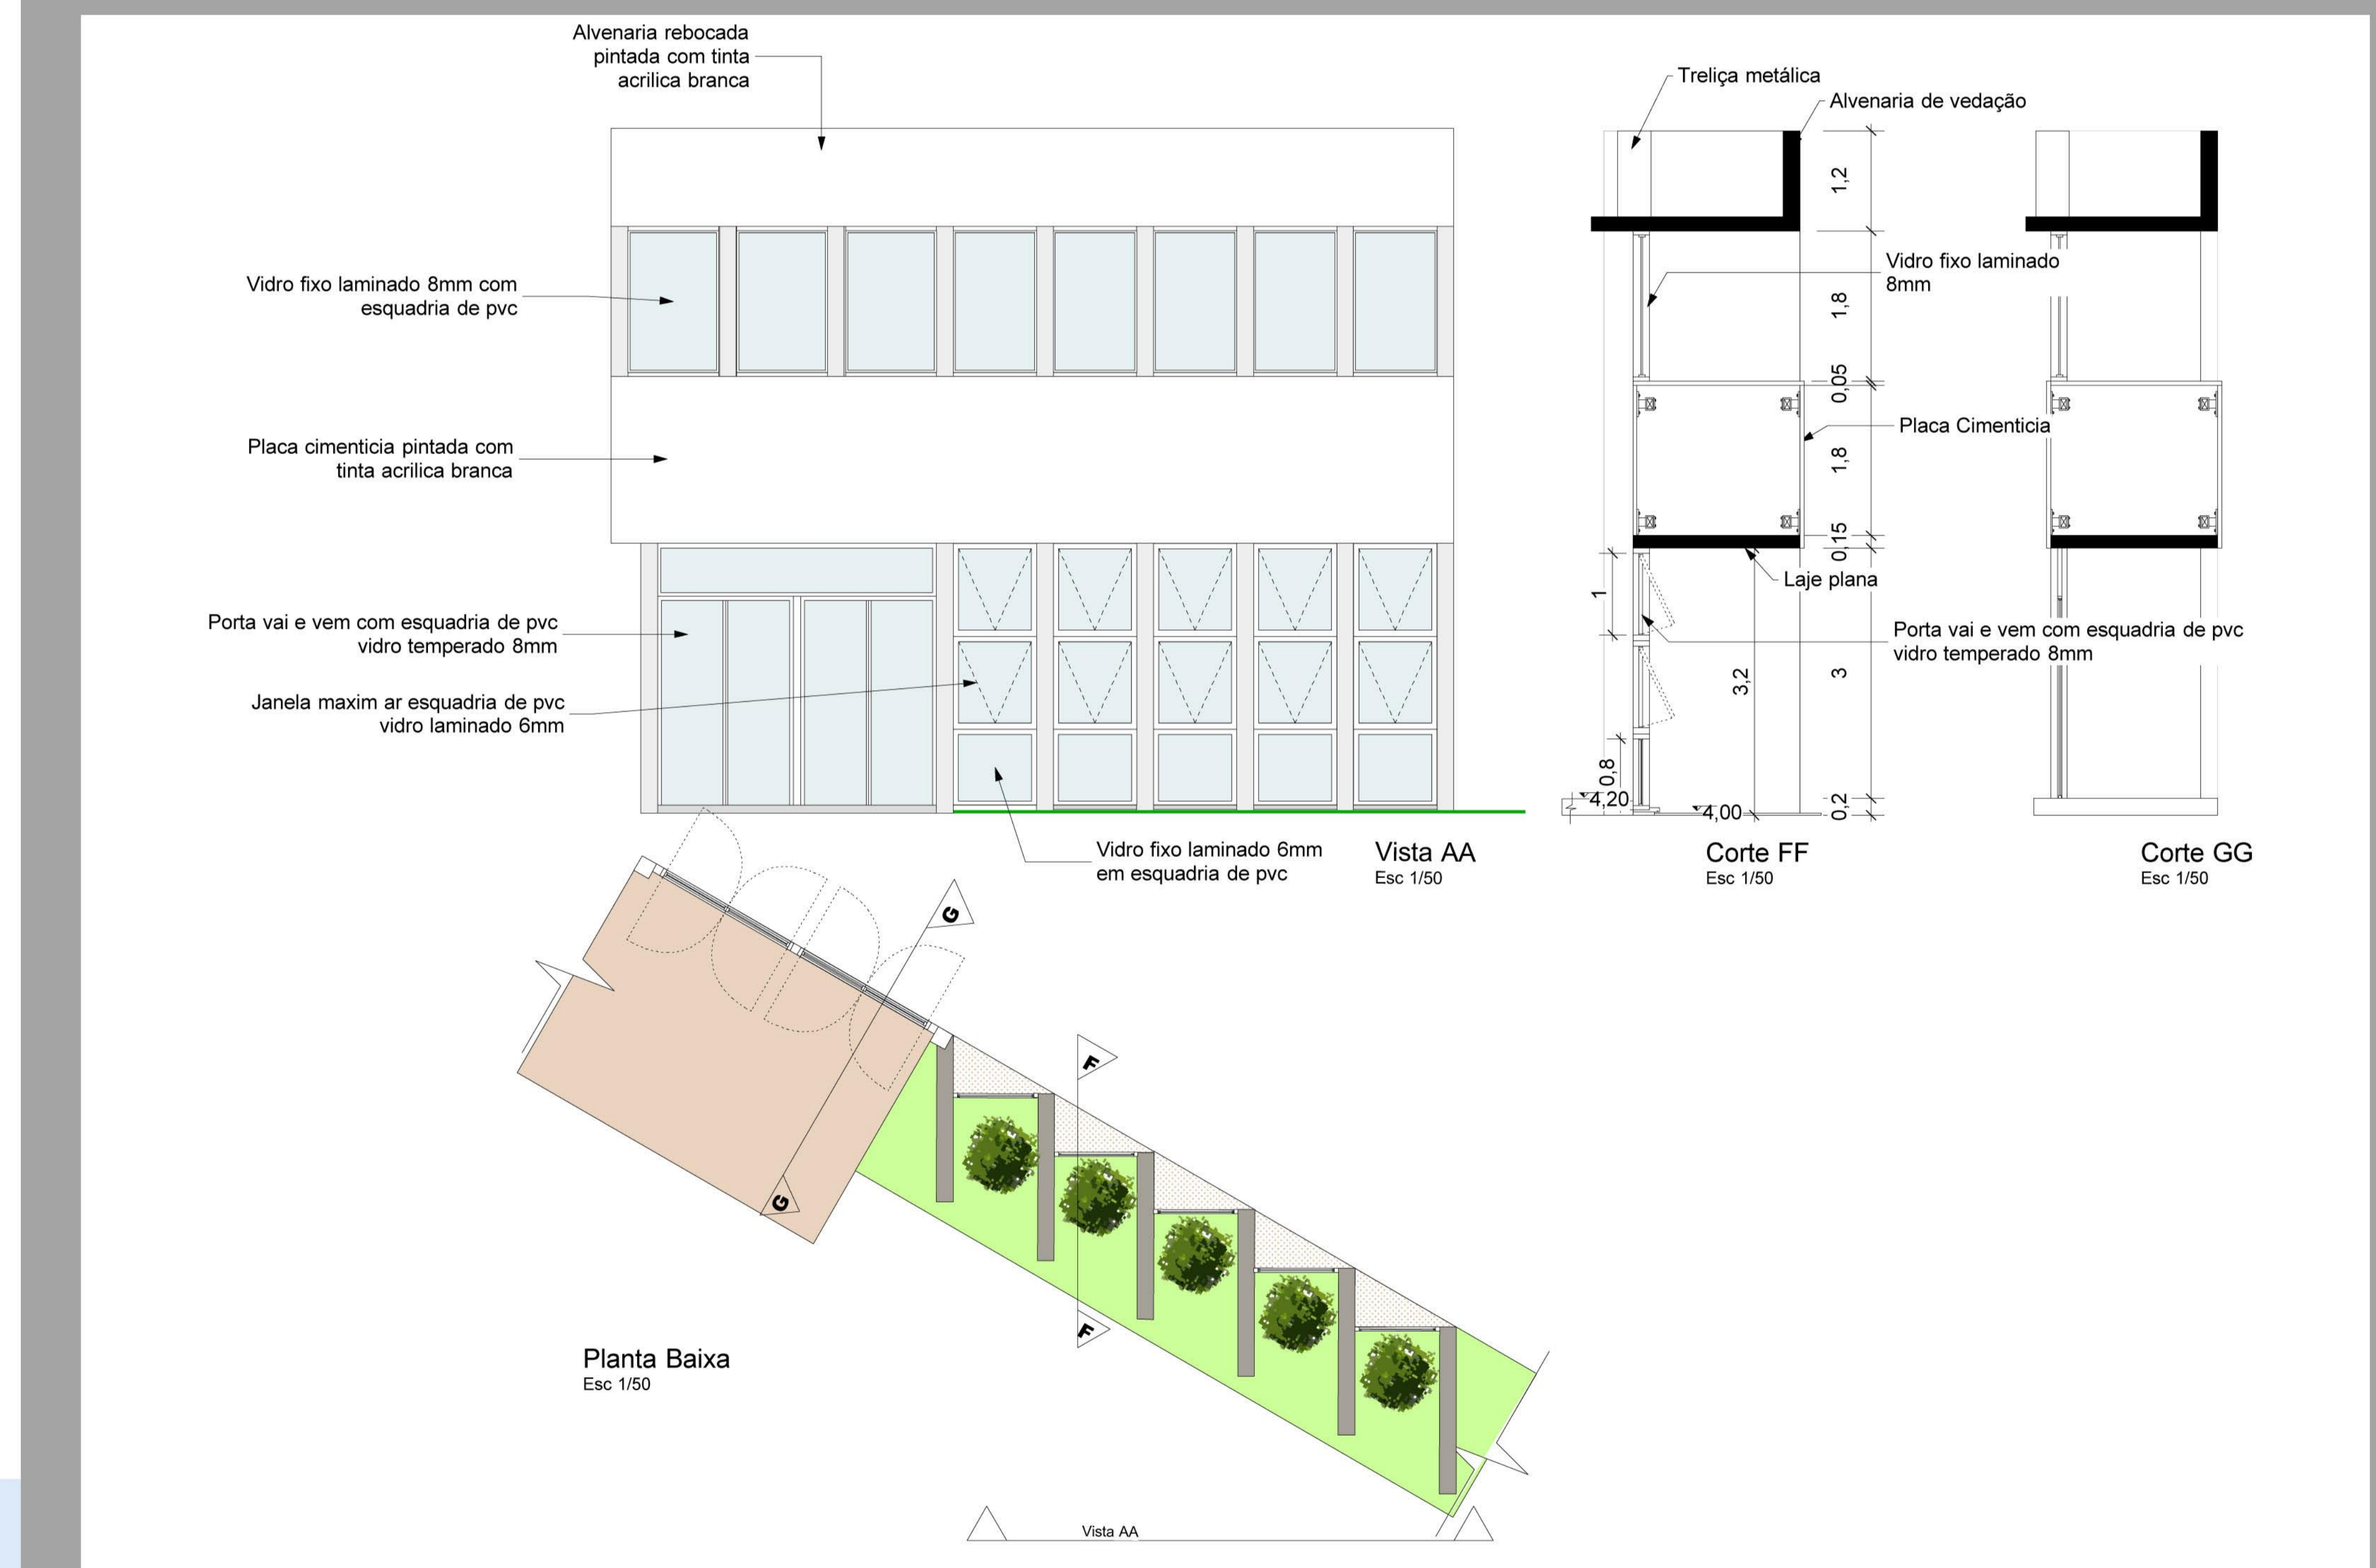 Alvenaria rebocada
pintada com tinta
acrilica branca
Vidro fixo laminado 8mm com
esquadria de pvc
Placa cimenticia pintada com
tinta acrilica branca
Porta vai e vem com esquadria de pvc
vidro temperado 8mm
Janela maxim ar esquadria de pvc
vidro laminado 6mm
Vidro fixo laminado 6mm
em esquadria de pvc
Vista AA
Esc 1/50
Treliça metálica
Alvenaria de vedação
1,2
Vidro fixo laminado
8mm
1,8
0,05
Placa Cimenticia
1,8
0,15
Laje plana
1
Porta vai e vem com esquadria de pvc
vidro temperado 8mm
3,2
3
0,8
4,20
4,00
0,2
Corte FF
Esc 1/50
Corte GG
Esc 1/50
G
F
G
F
Planta Baixa
Esc 1/50
Vista AA